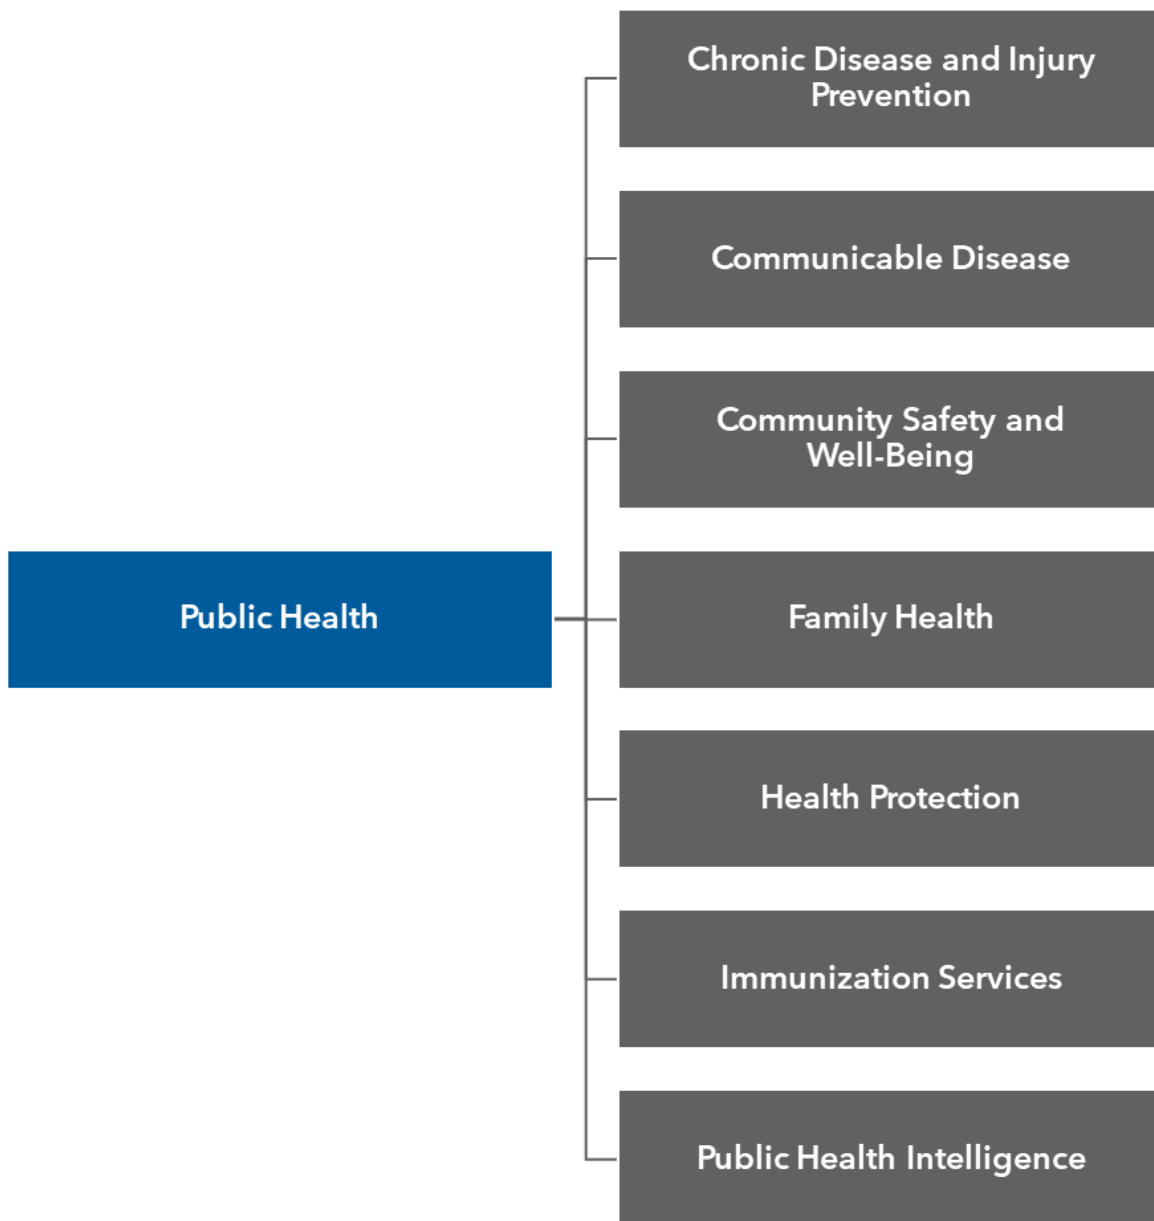 Chronic Disease and Injury
Prevention
Communicable Disease
Community Safety and
Well-Being
Public Health
Family Health
Health Protection
Immunization Services
Public Health Intelligence